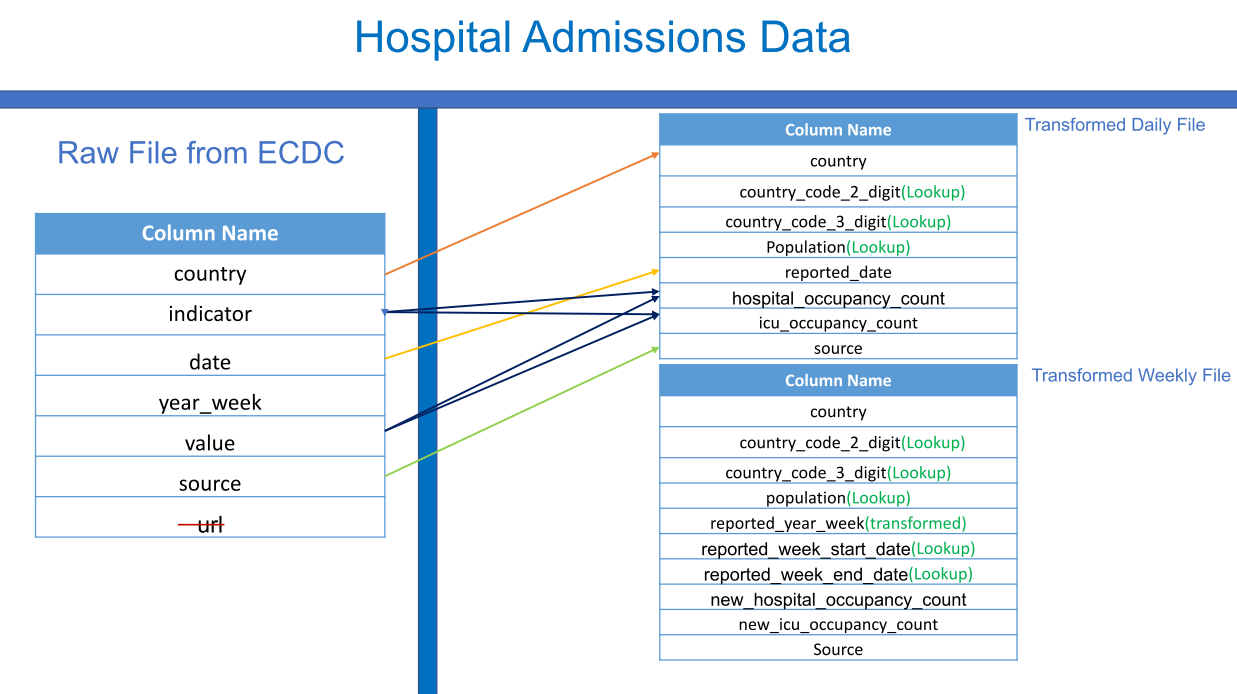 Hospital Admissions Data
Raw File from ECDC
Column Name
country
indicator
date
year_week
value
source
url
Transformed Daily File
Column Name
country
country_code_2_digit(Lookup)
country_code_3_digit(Lookup)
Population(Lookup)
reported_date
hospital_occupancy_count
icu_occupancy_count
source
Transformed Weekly File
Column Name
country
country_code_2_digit(Lookup)
country_code_3_digit(Lookup)
population(Lookup)
reported_year_week(transformed)
reported_week_start_date(Lookup)
reported_week_end_date(Lookup)
new_hospital_occupancy_count
new_icu_occupancy_count
Source